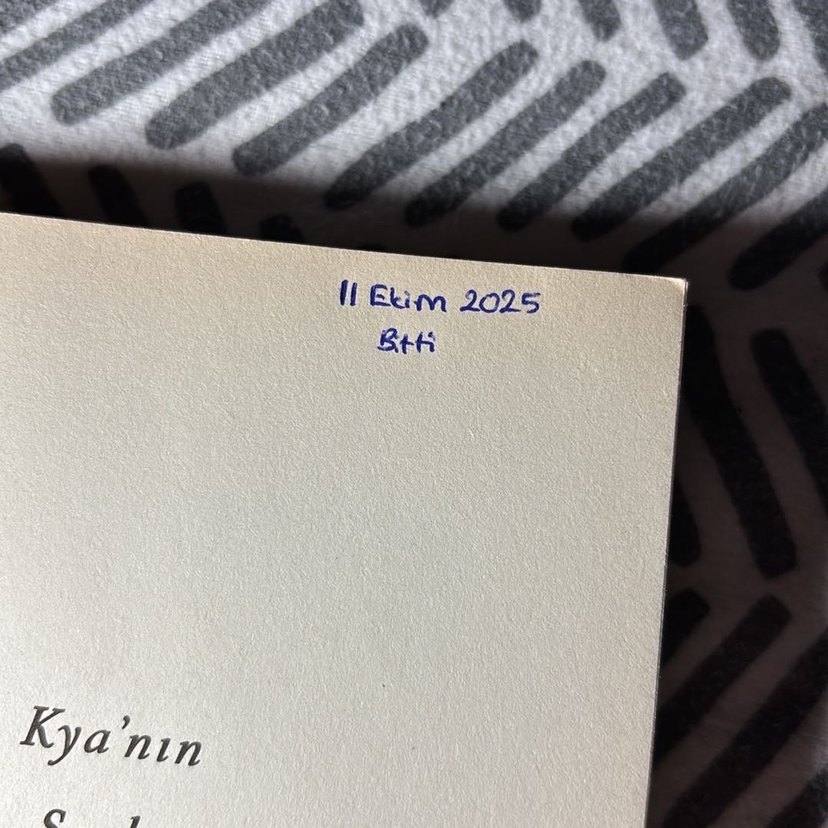 11 Ekim 2025
Bitti
Kya'nın